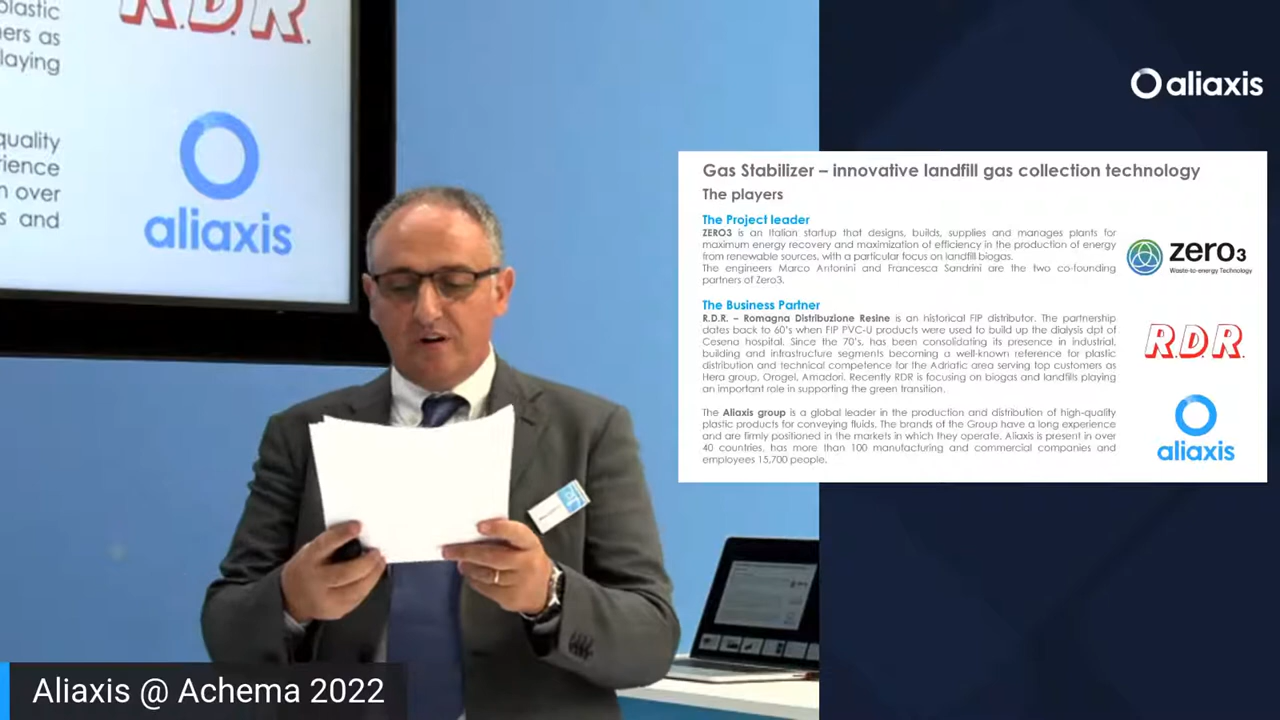 plastic
ners as
laying
R.D.R.
quality
rience
n over
s and
aliaxis
aliaxis
Gas Stabilizer – innovative landfill gas collection technology
The players
The Project leader
ZERO3 is an Italian startup that designs, builds, supplies and manages plants for
maximum energy recovery and maximization of efficiency in the production of energy
from renewable sources, with a particular focus on landfill biogas.
The engineers Marco Antonini and Francesca Sandrini are the two co-founding
partners of Zero3.
zero3
Waste-to-energy Technology
The Business Partner
R.D.R. – Romagna Distribuzione Resine is an historical FIP distributor. The partnership
dates back to 60's when FIP PVC-U products were used to build up the dialysis dpt of
Cesena hospital. Since the 70's, has been consolidating its presence in industrial,
building and infrastructure segments becoming a well-known reference for plastic
distribution and technical competence for the Adriatic area serving top customers as
Hera group, Orogel, Amadori. Recently RDR is focusing on biogas and landfills playing
an important role in supporting the green transition.
R.D.R.
The Aliaxis group is a global leader in the production and distribution of high-quality
plastic products for conveying fluids. The brands of the Group have a long experience
and are firmly positioned in the markets in which they operate. Aliaxis is present in over
40 countries, has more than 100 manufacturing and commercial companies and
employees 15,700 people.
aliaxis
Aliaxis @ Achema 2022